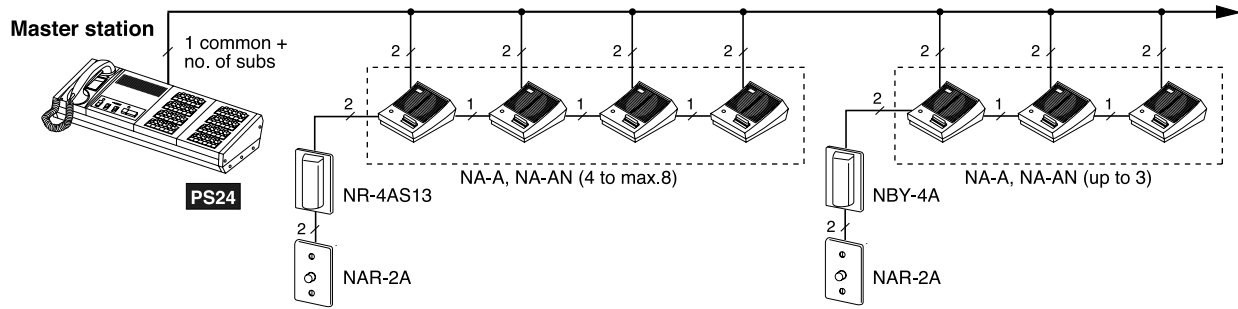 Master station
1 common +
no. of subs
2 2 2 2 2 2 2
2 1 1 1 2 1 1
PS24
NR-4AS13
NA-A, NA-AN (4 to max.8)
NBY-4A
NA-A, NA-AN (up to 3)
2 2
NAR-2A
NAR-2A